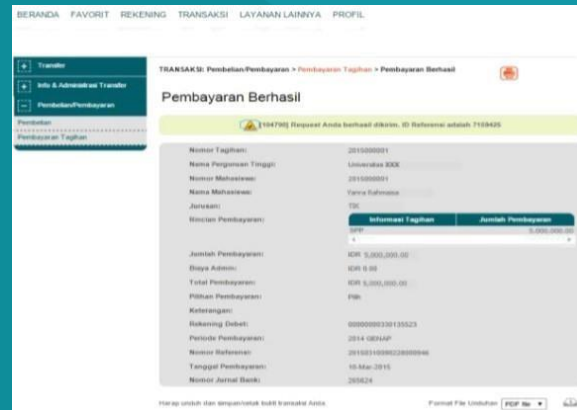 BERANDA FAVORIT REKENING TRANSAKSI LAYANAN LAINNYA PROFIL
Transfer
Info & Administrasi Transfer
Pembelian/Pembayaran
Pembelian
Pembayaran Tagihan
TRANSAKSI: Pembelian/Pembayaran > Pembayaran Tagihan > Pembayaran Berhasil
Pembayaran Berhasil
Request Anda berhasil dikirim. ID Referensi adalah
Nomor Tagihan: 2015000001
Nama Perguruan Tinggi: Universitas XXX
Nomor Mahasiswa: 2015000001
Nama Mahasiswa: Rahmania
Jurusan:
Rincian Pembayaran: Informasi Tagihan Jumlah Pembayaran
SPP 5,000,000.00
Jumlah Pembayaran: IDR 5,000,000.00
Biaya Admin: IDR 0.00
Total Pembayaran: IDR 5,000,000.00
Pilihan Pembayaran:
Keterangan:
Rekening Debet:
Periode Pembayaran: 2014 GENAP
Nomor Referensi:
Tanggal Pembayaran: 10-Mar-2015
Nomor Jurnal Bank: 205624
Harap unduh dan simpan/cetak bukti transaksi Anda. Format File Unduhan PDF file